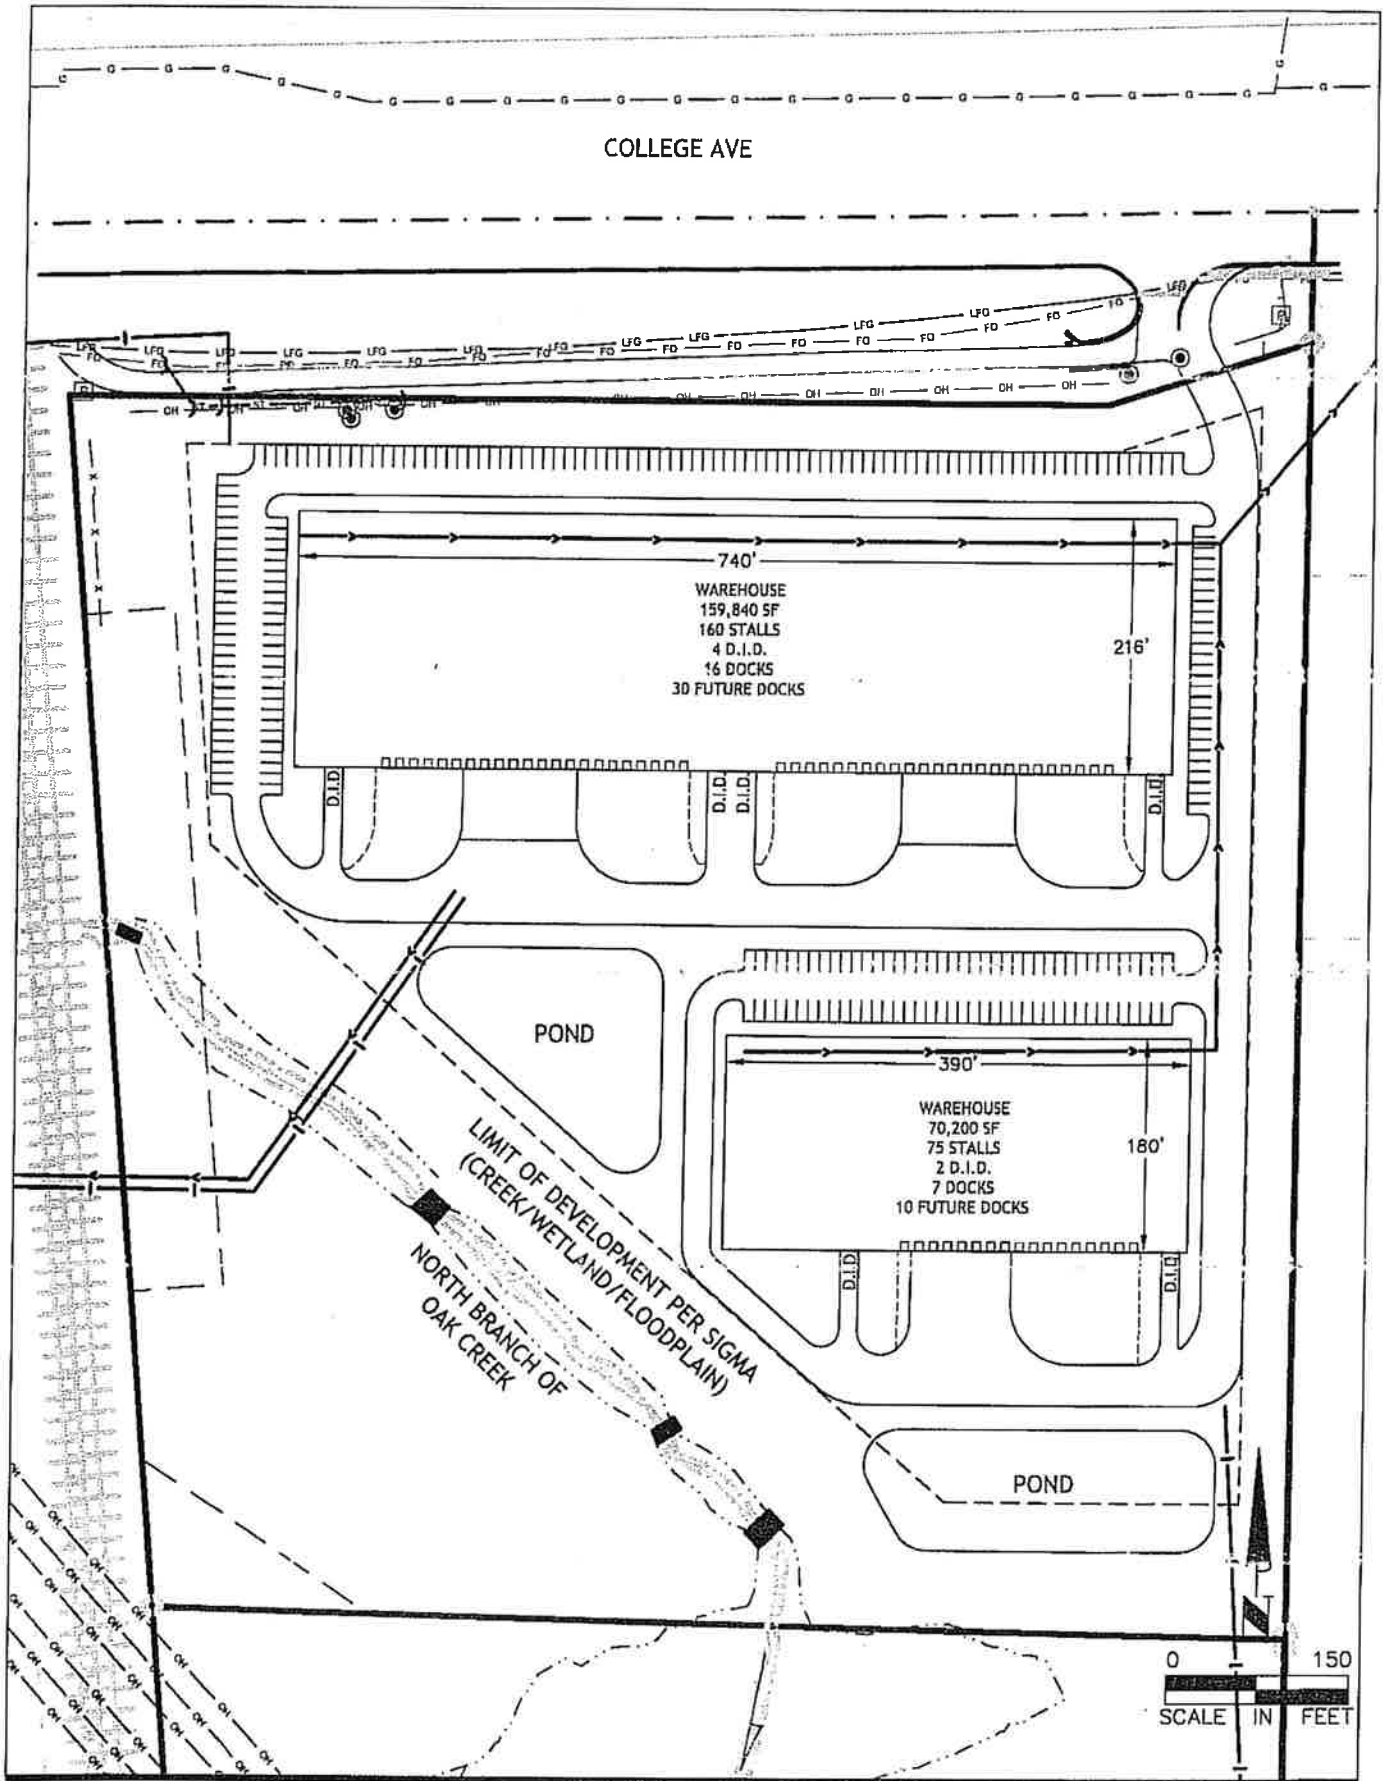 COLLEGE AVE
740'
WAREHOUSE
159,840 SF
160 STALLS
4 D.I.D.
16 DOCKS
30 FUTURE DOCKS
216'
D.I.D.
D.I.D.
D.I.D.
D.I.D.
POND
390'
WAREHOUSE
70,200 SF
75 STALLS
2 D.I.D.
7 DOCKS
10 FUTURE DOCKS
180'
D.I.D.
D.I.D.
LIMIT OF DEVELOPMENT PER SIGMA
(CREEK/WETLAND/FLOODPLAIN)
NORTH BRANCH OF
OAK CREEK
POND
0 150
SCALE IN FEET